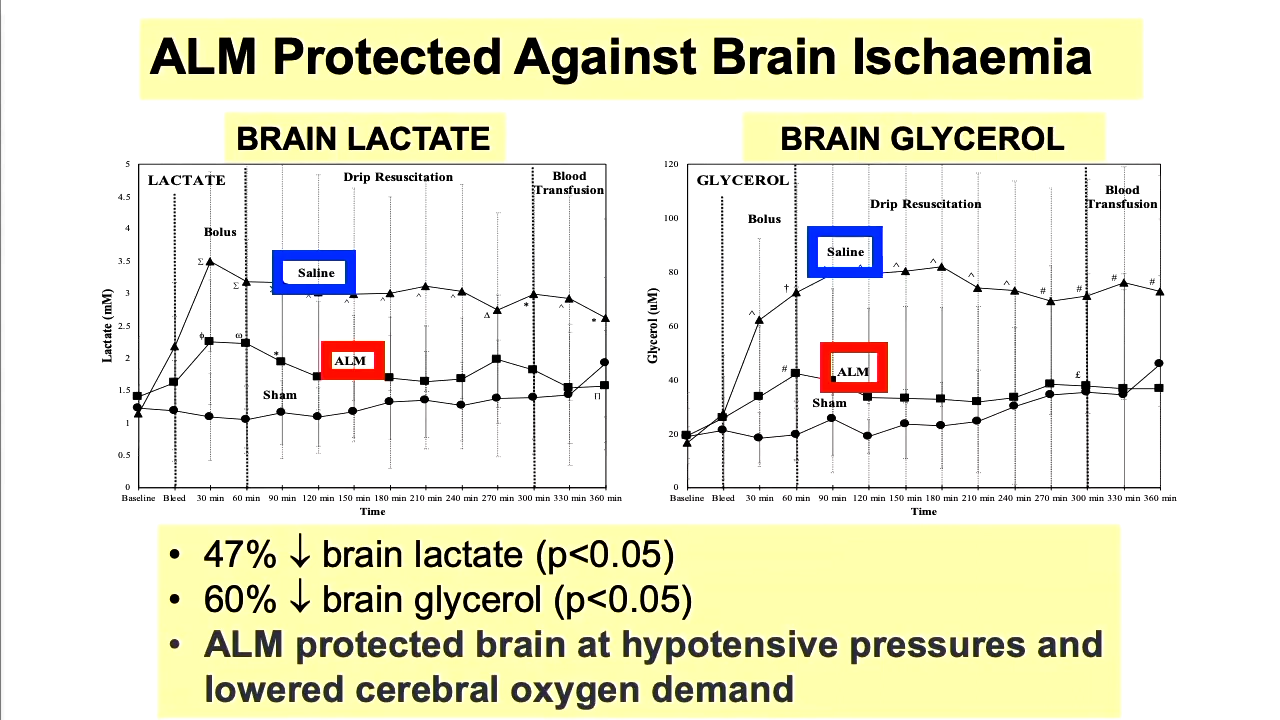 ALM Protected Against Brain Ischaemia
BRAIN LACTATE
5
LACTATE
Drip Resuscitation
Blood
Transfusion
4.5
4
Bolus
3.5
Σ
Σ
Saline
3
^
^
^
^
^
Δ
*
^
*
2.5
ϕ
ω
*
2
ALM
1.5
Sham
Π
1
0.5
0
Lactate (mM)
Baseline Bleed 30 min 60 min 90 min 120 min 150 min 180 min 210 min 240 min 270 min 300 min 330 min 360 min
Time
BRAIN GLYCEROL
120
GLYCEROL
Drip Resuscitation
Blood
Transfusion
100
Bolus
Saline
80
^
†
^
^
^
^
#
#
#
#
60
ALM
40
#
£
Sham
20
0
Glycerol (uM)
Baseline Bleed 30 min 60 min 90 min 120 min 150 min 180 min 210 min 240 min 270 min 300 min 330 min 360 min
Time
• 47% ↓ brain lactate (p<0.05)
• 60% ↓ brain glycerol (p<0.05)
• ALM protected brain at hypotensive pressures and
lowered cerebral oxygen demand